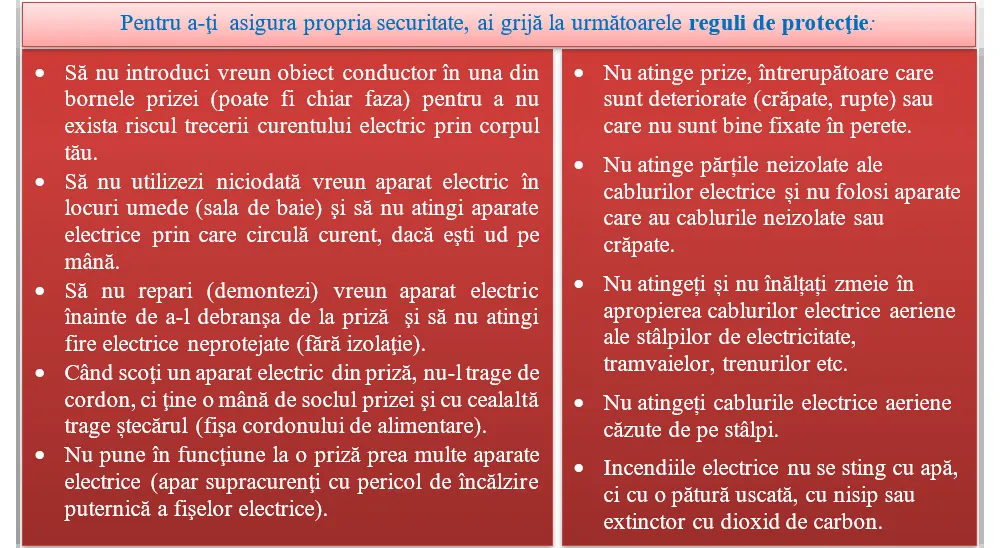 Pentru a-ţi asigura propria securitate, ai grijă la următoarele reguli de protecţie:
• Să nu introduci vreun obiect conductor în una din
bornele prizei (poate fi chiar faza) pentru a nu
exista riscul trecerii curentului electric prin corpul
tău.
• Să nu utilizezi niciodată vreun aparat electric în
locuri umede (sala de baie) şi să nu atingi aparate
electrice prin care circulă curent, dacă eşti ud pe
mână.
• Să nu repari (demontezi) vreun aparat electric
înainte de a-l debranşa de la priză şi să nu atingi
fire electrice neprotejate (fără izolaţie).
• Când scoţi un aparat electric din priză, nu-l trage de
cordon, ci ţine o mână de soclul prizei şi cu cealaltă
trage ștecărul (fişa cordonului de alimentare).
• Nu pune în funcţiune la o priză prea multe aparate
electrice (apar supracurenţi cu pericol de încălzire
puternică a fişelor electrice).
• Nu atinge prize, întrerupătoare care
sunt deteriorate (crăpate, rupte) sau
care nu sunt bine fixate în perete.
• Nu atinge părțile neizolate ale
cablurilor electrice și nu folosi aparate
care au cablurile neizolate sau
crăpate.
• Nu atingeți și nu înălțați zmeie în
apropierea cablurilor electrice aeriene
ale stâlpilor de electricitate,
tramvaielor, trenurilor etc.
• Nu atingeți cablurile electrice aeriene
căzute de pe stâlpi.
• Incendiile electrice nu se sting cu apă,
ci cu o pătură uscată, cu nisip sau
extinctor cu dioxid de carbon.